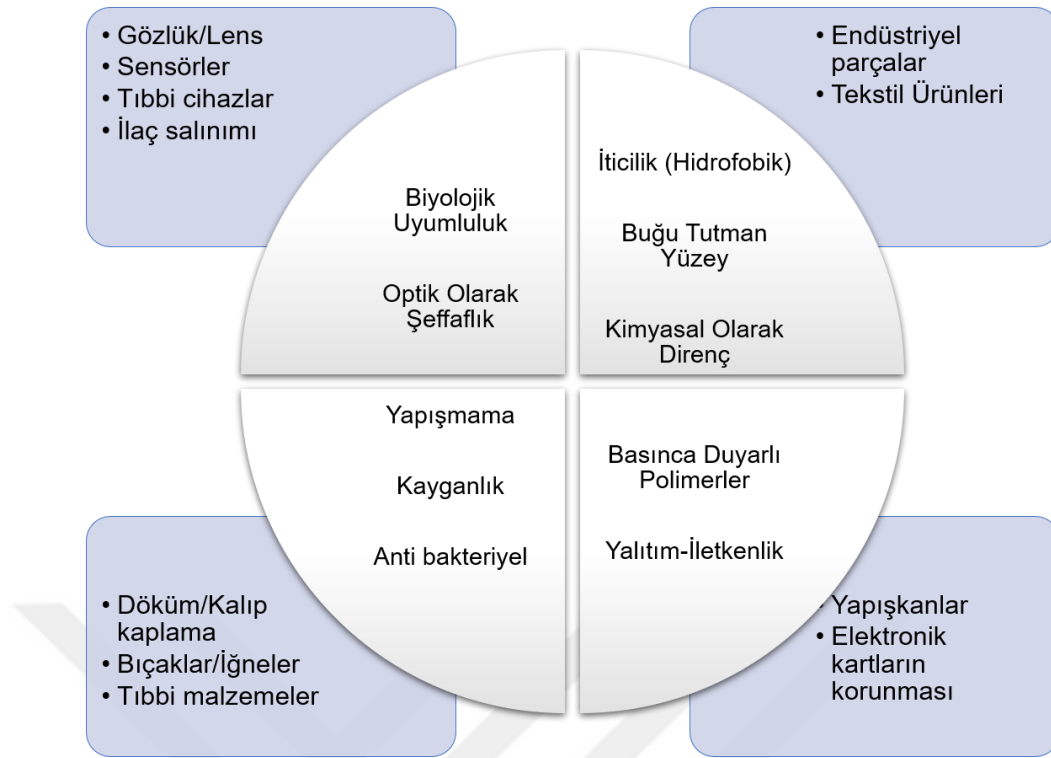 • Gözlük/Lens
• Sensörler
• Tıbbi cihazlar
• İlaç salınımı
• Endüstriyel
parçalar
• Tekstil Ürünleri
Biyolojik
Uyumluluk
Optik Olarak
Şeffaflık
İticilik (Hidrofobik)
Buğu Tutman
Yüzey
Kimyasal Olarak
Direnç
Yapışmama
Kayganlık
Anti bakteriyel
Basınca Duyarlı
Polimerler
Yalıtım-İletkenlik
• Döküm/Kalıp
kaplama
• Bıçaklar/İğneler
• Tıbbi malzemeler
• Yapışkanlar
• Elektronik
kartların
korunması